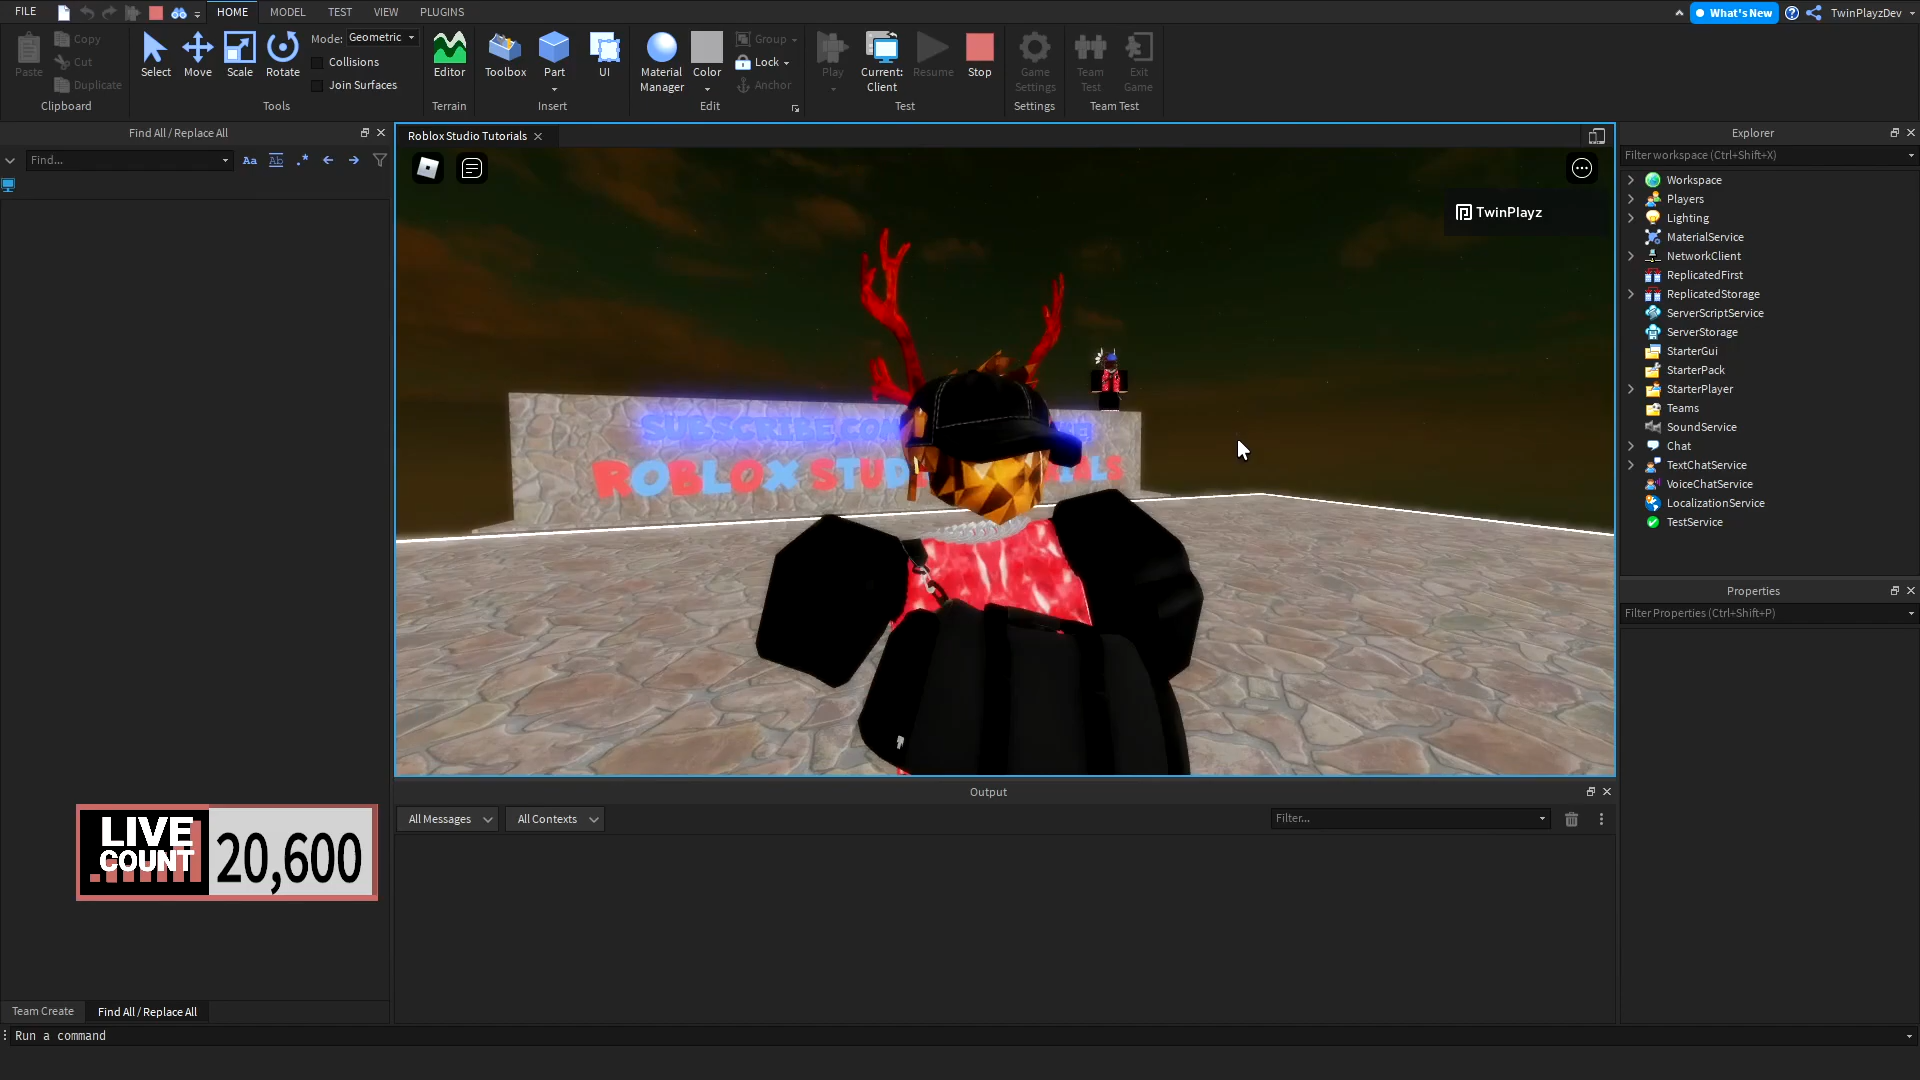 FILE HOME MODEL TEST VIEW PLUGINS What's New TwinPlayzDev
Paste Copy Cut Duplicate
Clipboard
Select Move Scale Rotate Mode: Geometric
Collisions
Join Surfaces
Tools
Editor
Terrain
Toolbox Part UI
Insert
Material Manager Color Group Lock Anchor
Edit
Play Current: Client Resume Stop
Test
Game Settings
Settings
Team Test Exit Game
Team Test
Find All / Replace All
Find... Aa Ab .*
Roblox Studio Tutorials
TwinPlayz
SUBSCRIBE
ROBLOX
Explorer
Filter workspace (Ctrl+Shift+X)
Workspace
Players
Lighting
MaterialService
NetworkClient
ReplicatedFirst
ReplicatedStorage
ServerScriptService
ServerStorage
StarterGui
StarterPack
StarterPlayer
Teams
SoundService
Chat
TextChatService
VoiceChatService
LocalizationService
TestService
Properties
Filter Properties (Ctrl+Shift+P)
LIVE
COUNT
20,600
Output
All Messages All Contexts Filter...
Team Create Find All / Replace All
Run a command